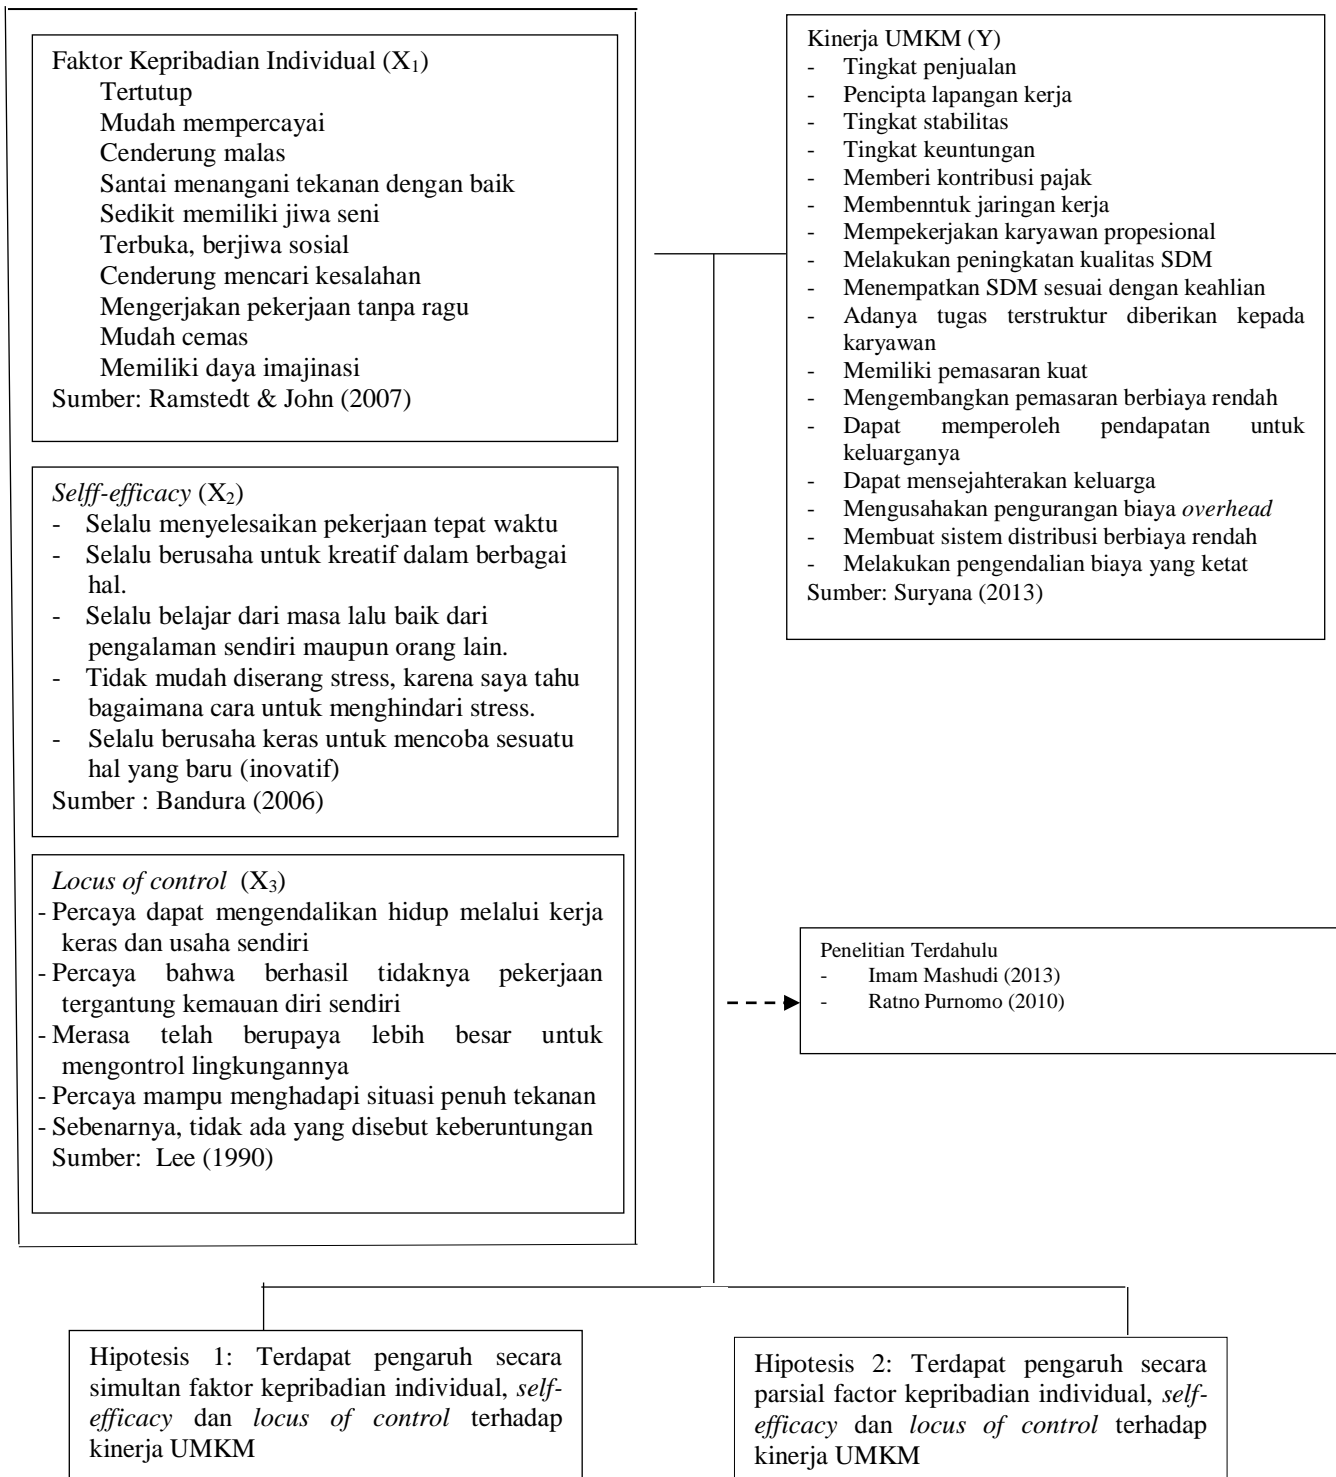 Faktor Kepribadian Individual (X1)
Tertutup
Mudah mempercayai
Cenderung malas
Santai menangani tekanan dengan baik
Sedikit memiliki jiwa seni
Terbuka, berjiwa sosial
Cenderung mencari kesalahan
Mengerjakan pekerjaan tanpa ragu
Mudah cemas
Memiliki daya imajinasi
Sumber: Ramstedt & John (2007)
Selff-efficacy (X2)
- Selalu menyelesaikan pekerjaan tepat waktu
- Selalu berusaha untuk kreatif dalam berbagai
hal.
- Selalu belajar dari masa lalu baik dari
pengalaman sendiri maupun orang lain.
- Tidak mudah diserang stress, karena saya tahu
bagaimana cara untuk menghindari stress.
- Selalu berusaha keras untuk mencoba sesuatu
hal yang baru (inovatif)
Sumber : Bandura (2006)
Locus of control (X3)
- Percaya dapat mengendalikan hidup melalui kerja
keras dan usaha sendiri
- Percaya bahwa berhasil tidaknya pekerjaan
tergantung kemauan diri sendiri
- Merasa telah berupaya lebih besar untuk
mengontrol lingkungannya
- Percaya mampu menghadapi situasi penuh tekanan
- Sebenarnya, tidak ada yang disebut keberuntungan
Sumber: Lee (1990)
Kinerja UMKM (Y)
- Tingkat penjualan
- Pencipta lapangan kerja
- Tingkat stabilitas
- Tingkat keuntungan
- Memberi kontribusi pajak
- Membenntuk jaringan kerja
- Mempekerjakan karyawan propesional
- Melakukan peningkatan kualitas SDM
- Menempatkan SDM sesuai dengan keahlian
- Adanya tugas terstruktur diberikan kepada
karyawan
- Memiliki pemasaran kuat
- Mengembangkan pemasaran berbiaya rendah
- Dapat memperoleh pendapatan untuk
keluarganya
- Dapat mensejahterakan keluarga
- Mengusahakan pengurangan biaya overhead
- Membuat sistem distribusi berbiaya rendah
- Melakukan pengendalian biaya yang ketat
Sumber: Suryana (2013)
Penelitian Terdahulu
- Imam Mashudi (2013)
- Ratno Purnomo (2010)
Hipotesis 1: Terdapat pengaruh secara
simultan faktor kepribadian individual, self-
efficacy dan locus of control terhadap
kinerja UMKM
Hipotesis 2: Terdapat pengaruh secara
parsial factor kepribadian individual, self-
efficacy dan locus of control terhadap
kinerja UMKM